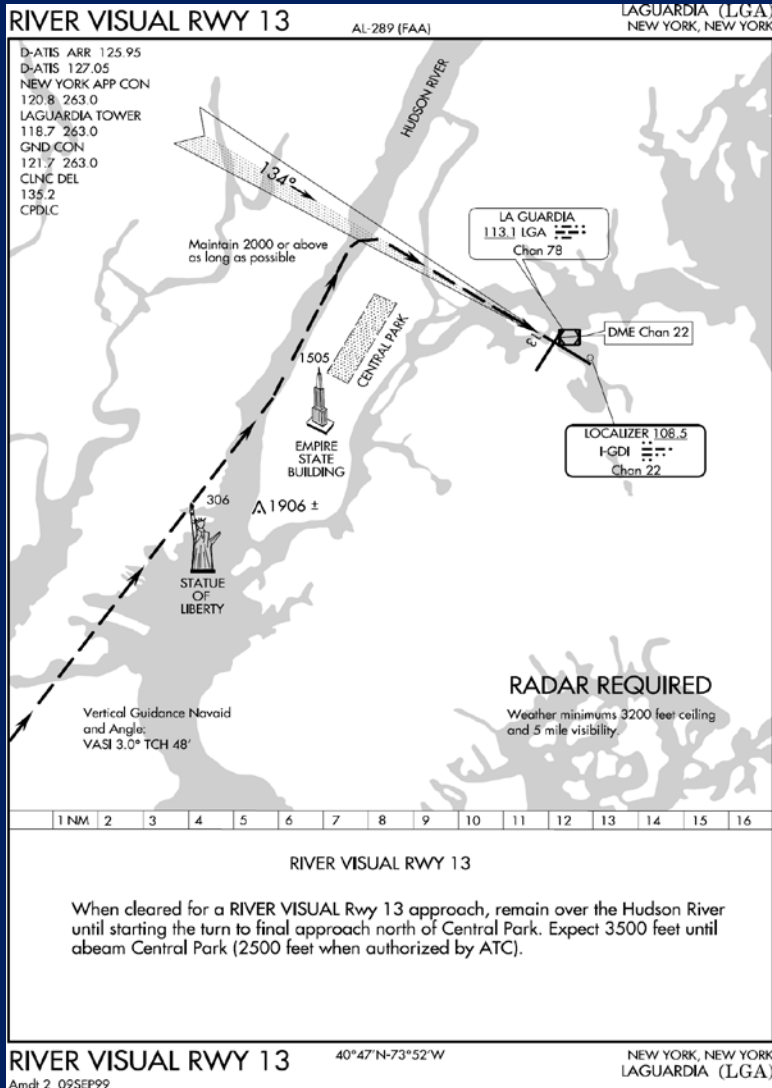 RIVER VISUAL RWY 13
AL-289 (FAA)
LAGUARDIA (LGA)
NEW YORK, NEW YORK
D-ATIS ARR 125.95
D-ATIS 127.05
NEW YORK APP CON
120.8 263.0
LAGUARDIA TOWER
118.7 263.0
GND CON
121.7 263.0
CLNC DEL
135.2
CPDLC
HUDSON RIVER
134°
Maintain 2000 or above
as long as possible
LA GUARDIA
113.1 LGA
Chan 78
DME Chan 22
13
CENTRAL PARK
1505
EMPIRE
STATE
BUILDING
LOCALIZER 108.5
I-GDI
Chan 22
306
1906 ±
STATUE
OF
LIBERTY
RADAR REQUIRED
Weather minimums 3200 feet ceiling
and 5 mile visibility.
Vertical Guidance Navaid
and Angle:
VASI 3.0° TCH 48'
1 NM 2 3 4 5 6 7 8 9 10 11 12 13 14 15 16
RIVER VISUAL RWY 13
When cleared for a RIVER VISUAL Rwy 13 approach, remain over the Hudson River
until starting the turn to final approach north of Central Park. Expect 3500 feet until
abeam Central Park (2500 feet when authorized by ATC).
RIVER VISUAL RWY 13
Amdt 2 09SEP99
40°47'N-73°52'W
NEW YORK, NEW YORK
LAGUARDIA (LGA)